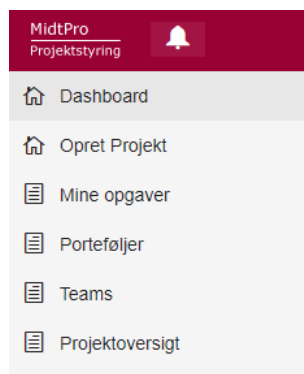 MidtPro
Projektstyring
Dashboard
Opret Projekt
Mine opgaver
Porteføljer
Teams
Projektoversigt